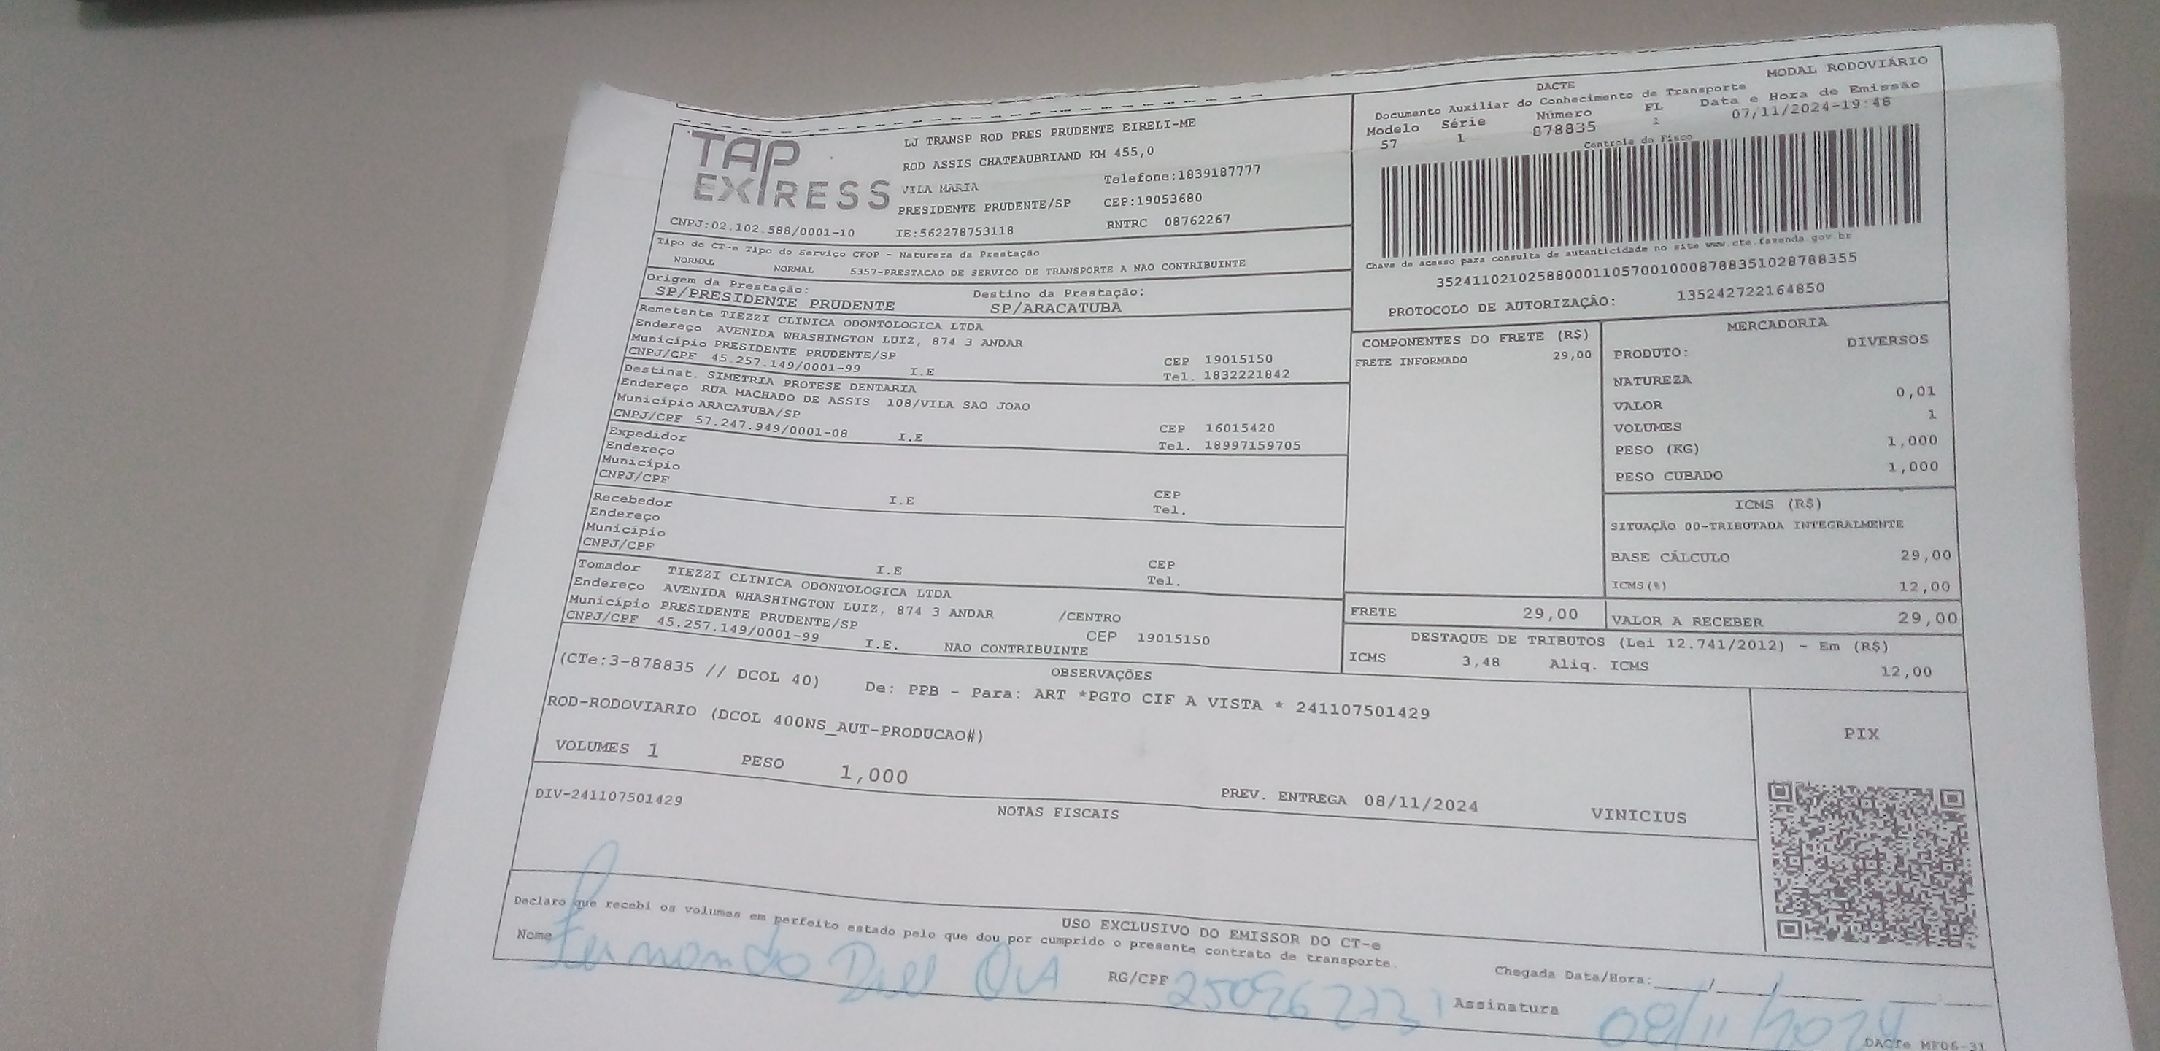 TAP
EXPRESS
LJ TRANSP ROD PRES PRUDENTE EIRELI-ME
ROD ASSIS CHATEAUBRIAND KM 455,0
VILA MARIA Telefone:1839187777
PRESIDENTE PRUDENTE/SP CEP:19053680
CNPJ:02.102.588/0001-10 IE:562278753118 RNTRC 08762267
DACTE MODAL RODOVIÁRIO
Documento Auxiliar do Conhecimento de Transporte
Modelo Série Número FL Data e Hora de Emissão
57 1 878835 1 07/11/2024-19:46
Controle do Fisco
Chave de acesso para consulta de autenticidade no site www.cte.fazenda.gov.br
35241102102588000110570010008788351028788355
PROTOCOLO DE AUTORIZAÇÃO: 135242722164850
Tipo de CT-e Tipo do Serviço CFOP - Natureza da Prestação
NORMAL NORMAL 5357-PRESTACAO DE SERVICO DE TRANSPORTE A NAO CONTRIBUINTE
Origem da Prestação: Destino da Prestação:
SP/PRESIDENTE PRUDENTE SP/ARACATUBA
Remetente TIEZZI CLINICA ODONTOLOGICA LTDA
Endereço AVENIDA WHASHINGTON LUIZ, 874 3 ANDAR
Município PRESIDENTE PRUDENTE/SP CEP 19015150
CNPJ/CPF 45.257.149/0001-99 I.E Tel. 1832221842
Destinat. SIMETRIA PROTESE DENTARIA
Endereço RUA MACHADO DE ASSIS 108/VILA SAO JOAO
Município ARACATUBA/SP CEP 16015420
CNPJ/CPF 57.247.949/0001-08 I.E Tel. 18997159705
Expedidor
Endereço
Município CEP
CNPJ/CPF I.E Tel.
Recebedor
Endereço
Município CEP
CNPJ/CPF I.E Tel.
Tomador TIEZZI CLINICA ODONTOLOGICA LTDA
Endereço AVENIDA WHASHINGTON LUIZ, 874 3 ANDAR /CENTRO
Município PRESIDENTE PRUDENTE/SP CEP 19015150
CNPJ/CPF 45.257.149/0001-99 I.E. NAO CONTRIBUINTE
COMPONENTES DO FRETE (R$)
FRETE INFORMADO 29,00
MERCADORIA
PRODUTO: DIVERSOS
NATUREZA
VALOR 0,01
VOLUMES 1
PESO (KG) 1,000
PESO CUBADO 1,000
ICMS (R$)
SITUAÇÃO 00-TRIBUTADA INTEGRALMENTE
BASE CÁLCULO 29,00
ICMS(%) 12,00
FRETE 29,00 VALOR A RECEBER 29,00
DESTAQUE DE TRIBUTOS (Lei 12.741/2012) - Em (R$)
ICMS 3,48 Aliq. ICMS 12,00
OBSERVAÇÕES
(CTe:3-878835 // DCOL 40) De: PPB - Para: ART *PGTO CIF A VISTA * 241107501429
ROD-RODOVIARIO (DCOL 400NS_AUT-PRODUCAO#)
VOLUMES 1 PESO 1,000 PREV. ENTREGA 08/11/2024 VINICIUS
PIX
NOTAS FISCAIS
DIV-241107501429
USO EXCLUSIVO DO EMISSOR DO CT-e
Declaro que recebi os volumes em perfeito estado pelo que dou por cumprido o presente contrato de transporte.
Chegada Data/Hora:___/___/___ __:__
Nome Fernando RG/CPF Assinatura 08/11/2024
DACTe MF06-31